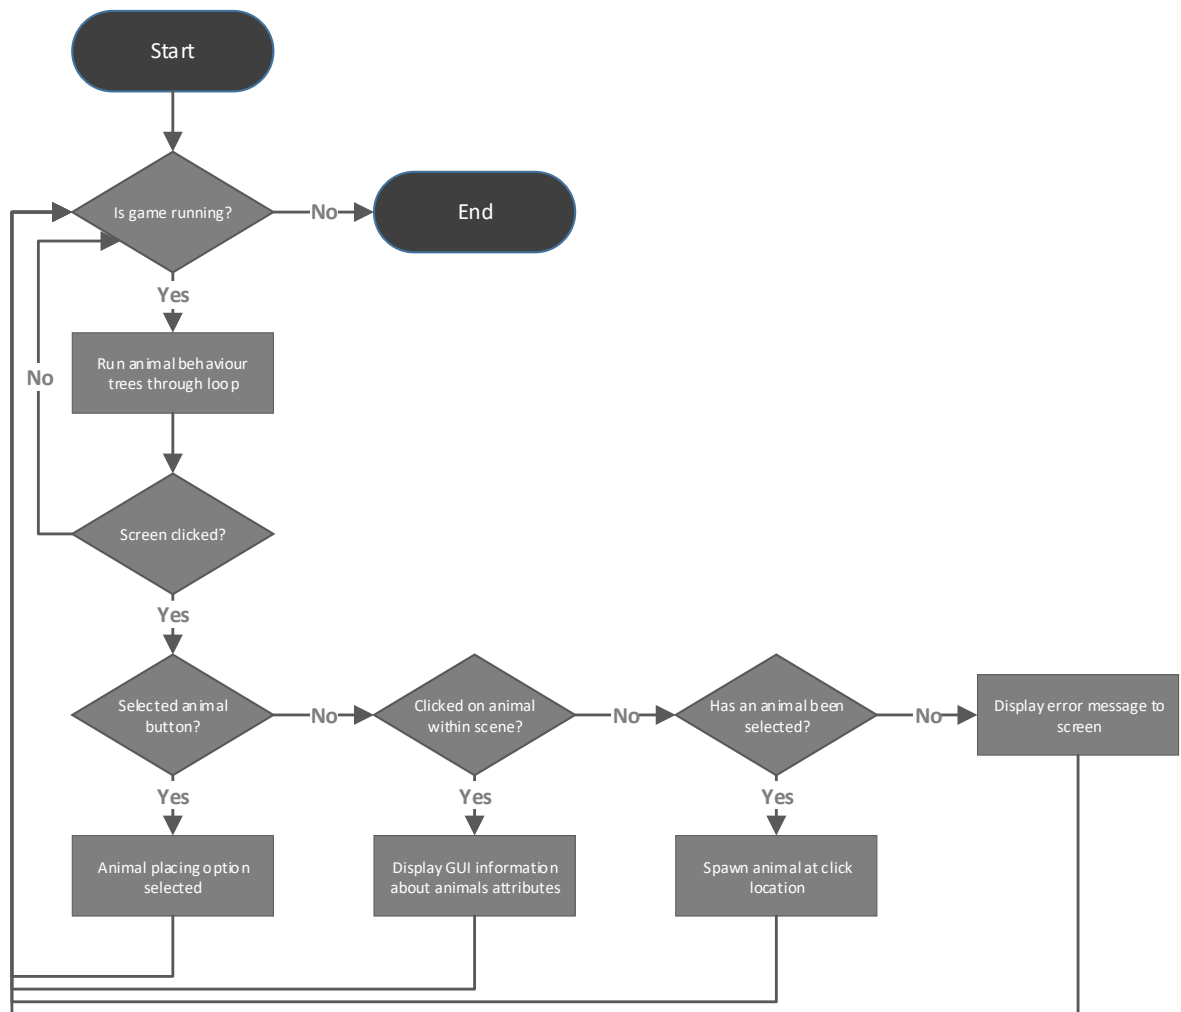 Start
Is game running?
No
End
Yes
Run animal behaviour
trees through loop
No
Screen clicked?
Yes
Selected animal
button?
No
Clicked on animal
within scene?
No
Has an animal been
selected?
No
Display error message to
screen
Yes
Yes
Yes
Animal placing option
selected
Display GUI information
about animals attributes
Spawn animal at click
location